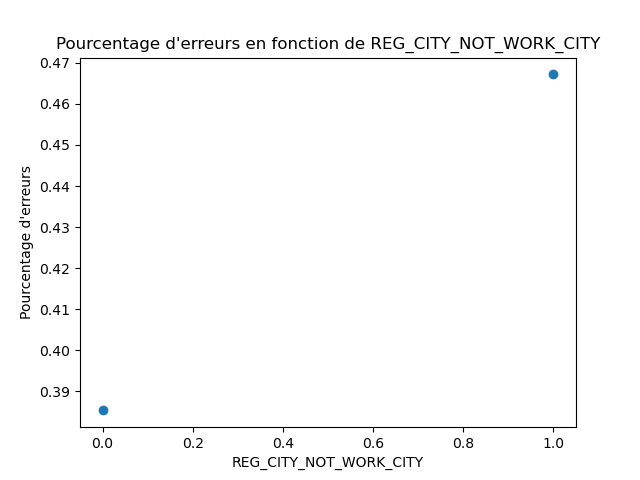 Pourcentage d'erreurs en fonction de REG_CITY_NOT_WORK_CITY
0.47
0.46
0.45
0.44
0.43
0.42
0.41
0.40
0.39
Pourcentage d'erreurs
0.0 0.2 0.4 0.6 0.8 1.0
REG_CITY_NOT_WORK_CITY